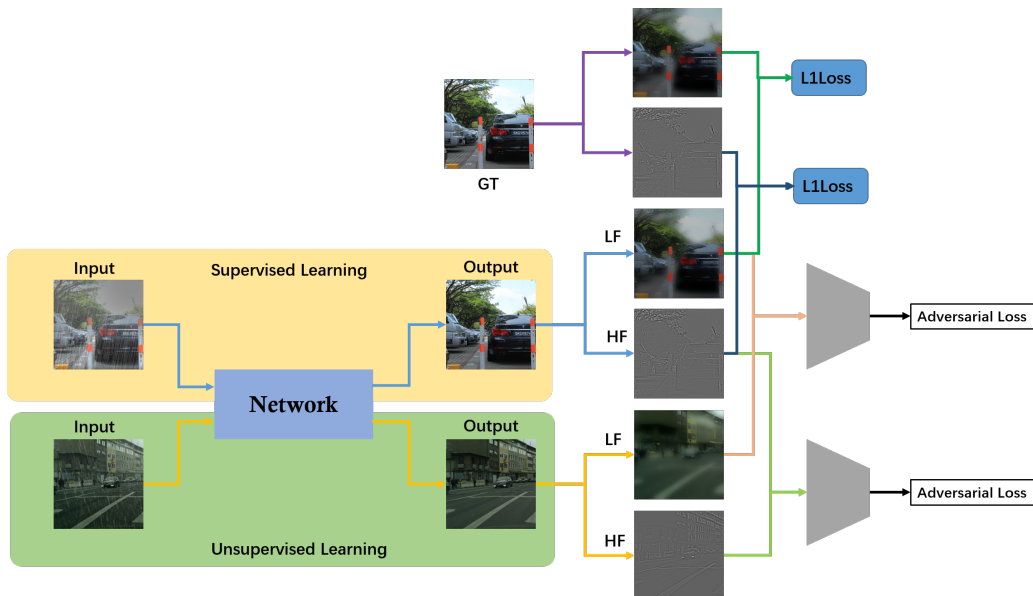 L1Loss
GT
L1Loss
LF
Input
Supervised Learning
Output
HF
Adversarial Loss
Network
Input
Output
LF
Adversarial Loss
Unsupervised Learning
HF